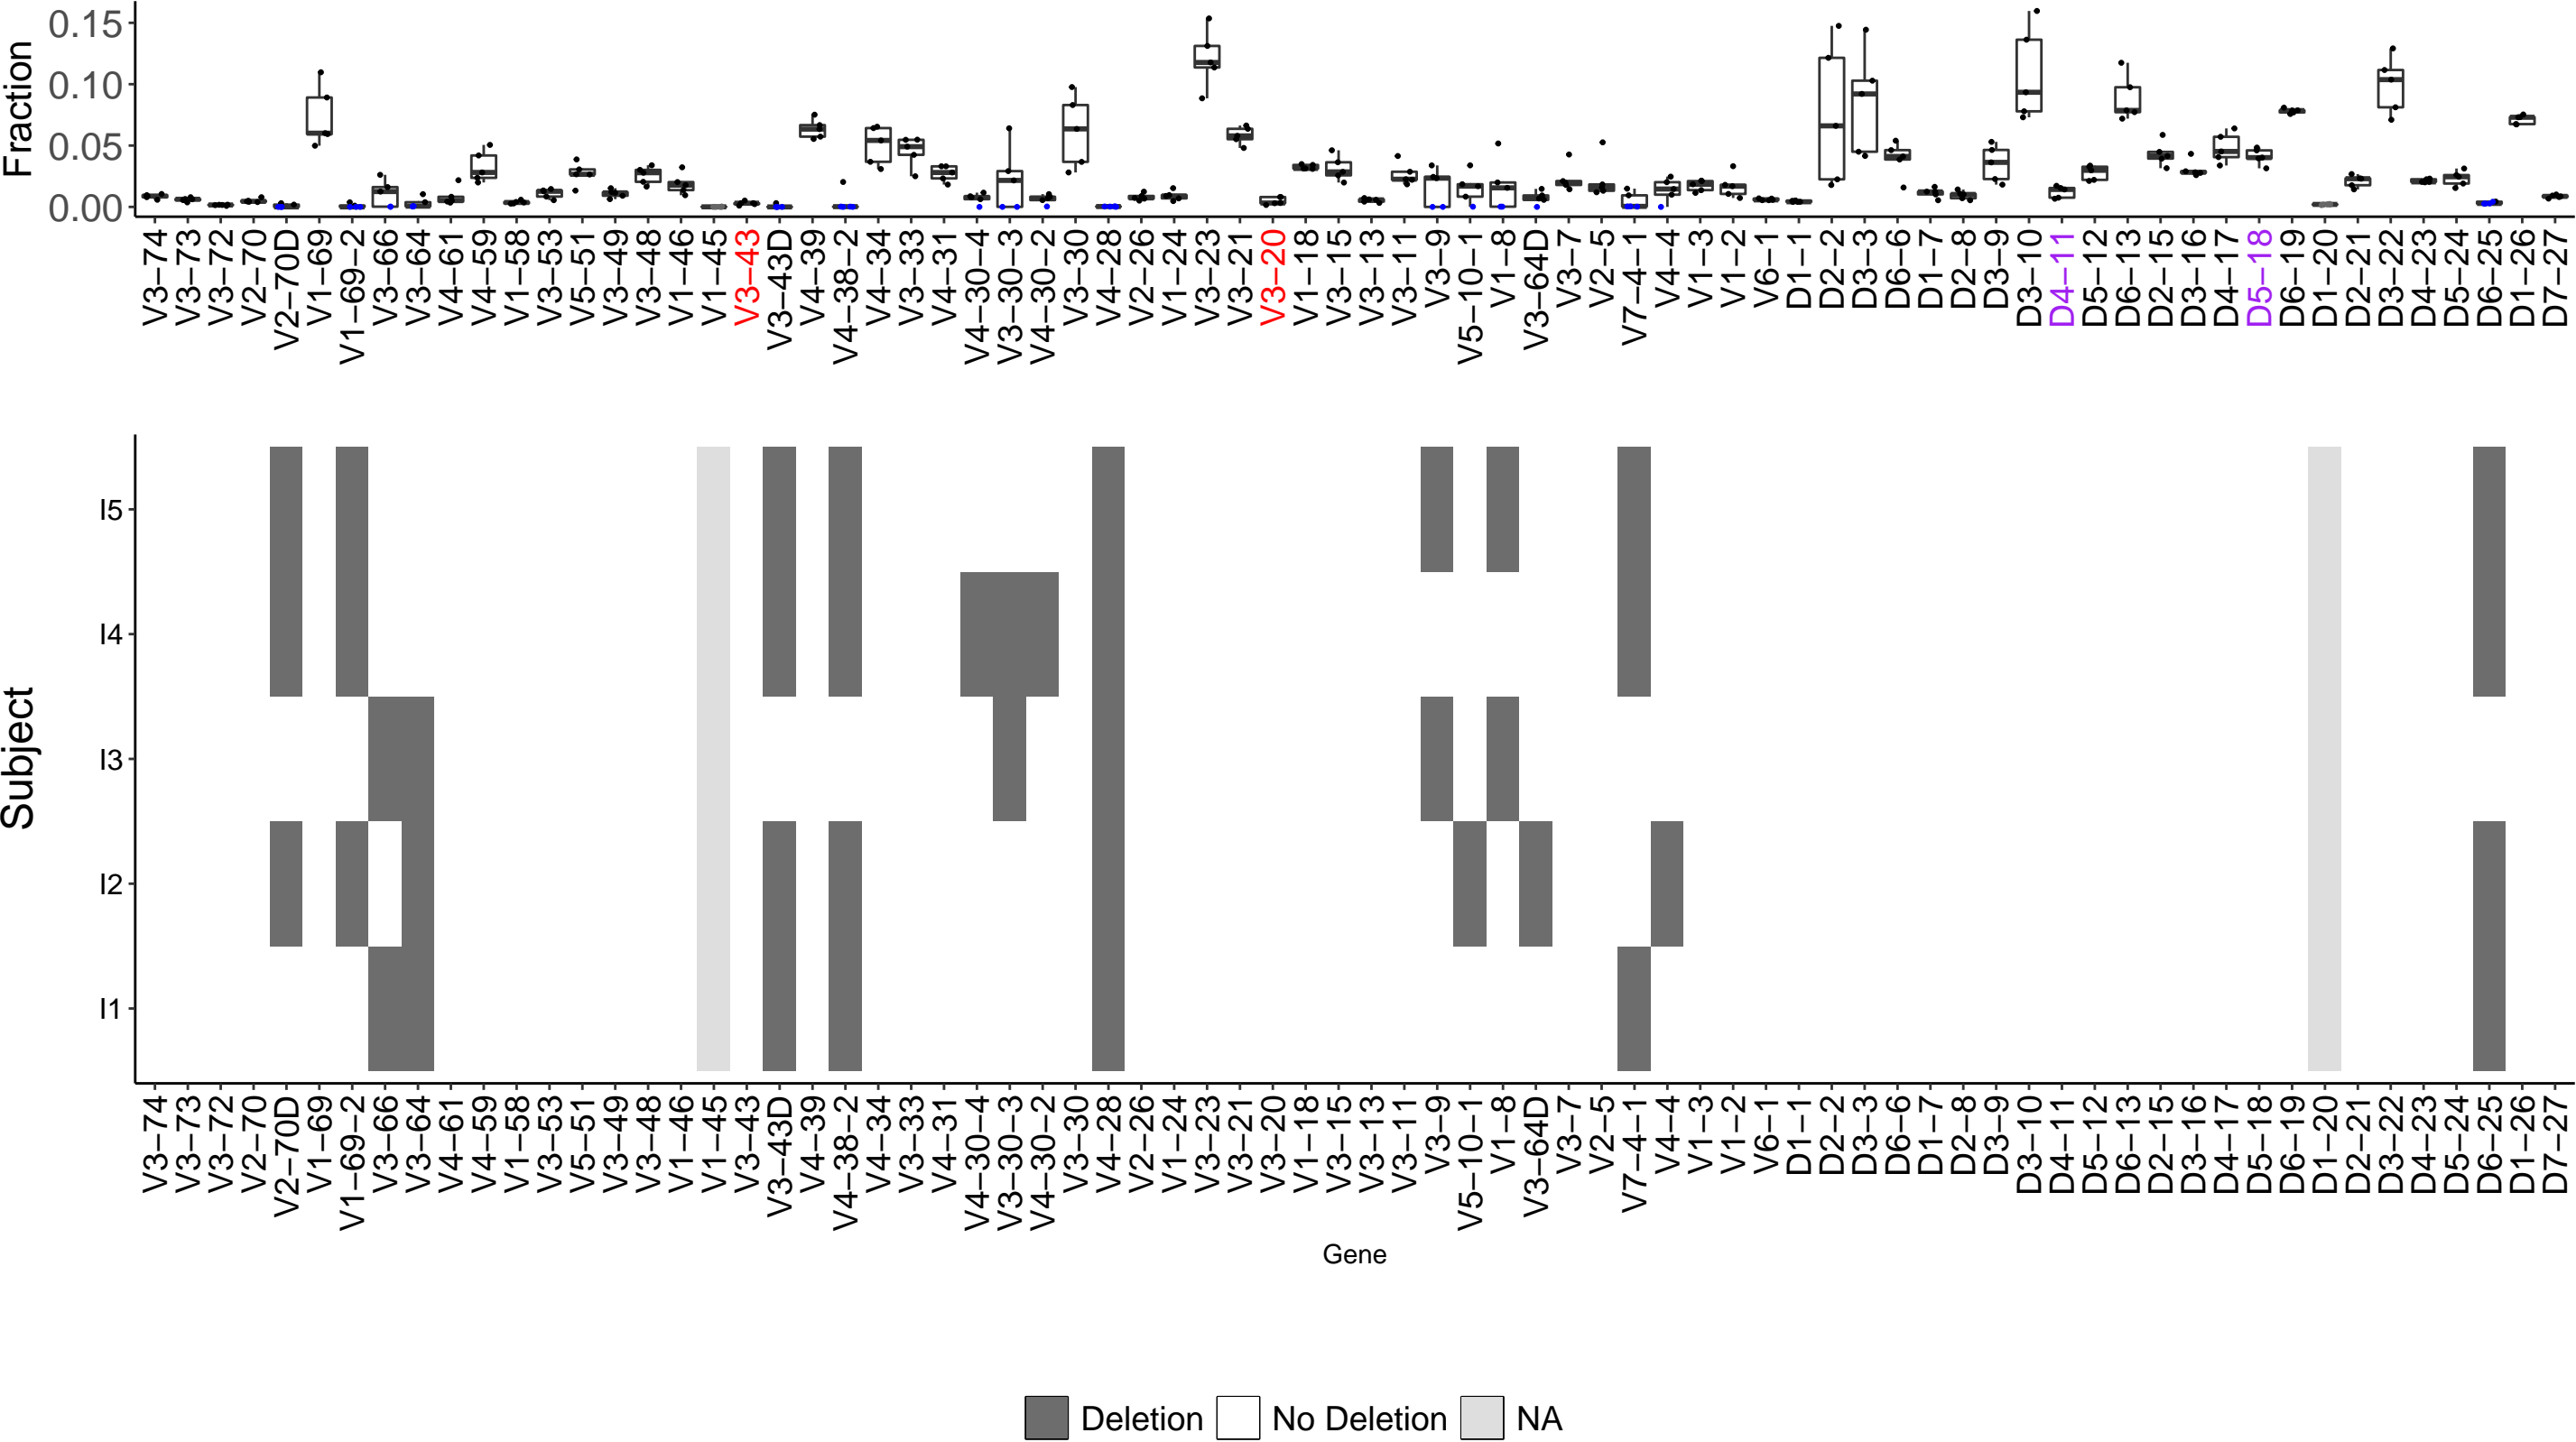 Fraction
0.15
0.10
0.05
0.00
V3−74 V3−73 V3−72 V2−70 V2−70D V1−69 V1−69−2 V3−66 V3−64 V4−61 V4−59 V1−58 V3−53 V5−51 V3−49 V3−48 V1−46 V1−45 V3−43 V3−43D V4−39 V4−38−2 V4−34 V3−33 V4−31 V4−30−4 V3−30−3 V4−30−2 V3−30 V4−28 V2−26 V1−24 V3−23 V3−21 V3−20 V1−18 V3−15 V3−13 V3−11 V3−9 V5−10−1 V1−8 V3−64D V3−7 V2−5 V7−4−1 V4−4 V1−3 V1−2 V6−1 D1−1 D2−2 D3−3 D6−6 D1−7 D2−8 D3−9 D3−10 D4−11 D5−12 D6−13 D2−15 D3−16 D4−17 D5−18 D6−19 D1−20 D2−21 D3−22 D4−23 D5−24 D6−25 D1−26 D7−27
Subject
I5
I4
I3
I2
I1
V3−74 V3−73 V3−72 V2−70 V2−70D V1−69 V1−69−2 V3−66 V3−64 V4−61 V4−59 V1−58 V3−53 V5−51 V3−49 V3−48 V1−46 V1−45 V3−43 V3−43D V4−39 V4−38−2 V4−34 V3−33 V4−31 V4−30−4 V3−30−3 V4−30−2 V3−30 V4−28 V2−26 V1−24 V3−23 V3−21 V3−20 V1−18 V3−15 V3−13 V3−11 V3−9 V5−10−1 V1−8 V3−64D V3−7 V2−5 V7−4−1 V4−4 V1−3 V1−2 V6−1 D1−1 D2−2 D3−3 D6−6 D1−7 D2−8 D3−9 D3−10 D4−11 D5−12 D6−13 D2−15 D3−16 D4−17 D5−18 D6−19 D1−20 D2−21 D3−22 D4−23 D5−24 D6−25 D1−26 D7−27
Gene
Deletion No Deletion NA